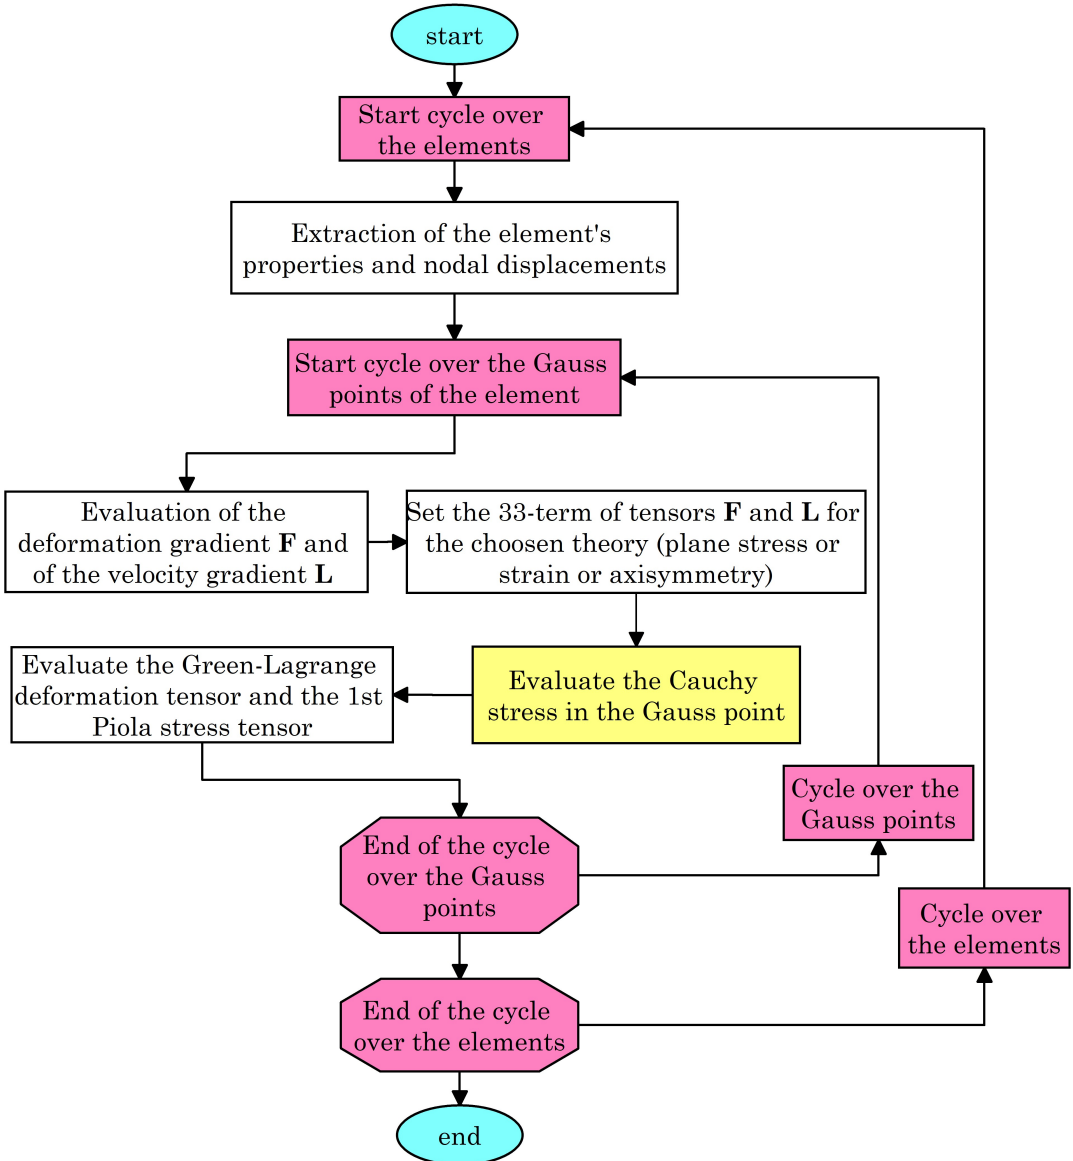 start
Start cycle over
the elements
Extraction of the element's
properties and nodal displacements
Start cycle over the Gauss
points of the element
Evaluation of the
deformation gradient F and
of the velocity gradient L
Set the 33-term of tensors F and L for
the choosen theory (plane stress or
strain or axisymmetry)
Evaluate the Cauchy
stress in the Gauss point
Evaluate the Green-Lagrange
deformation tensor and the 1st
Piola stress tensor
End of the cycle
over the Gauss
points
Cycle over the
Gauss points
End of the cycle
over the elements
Cycle over
the elements
end